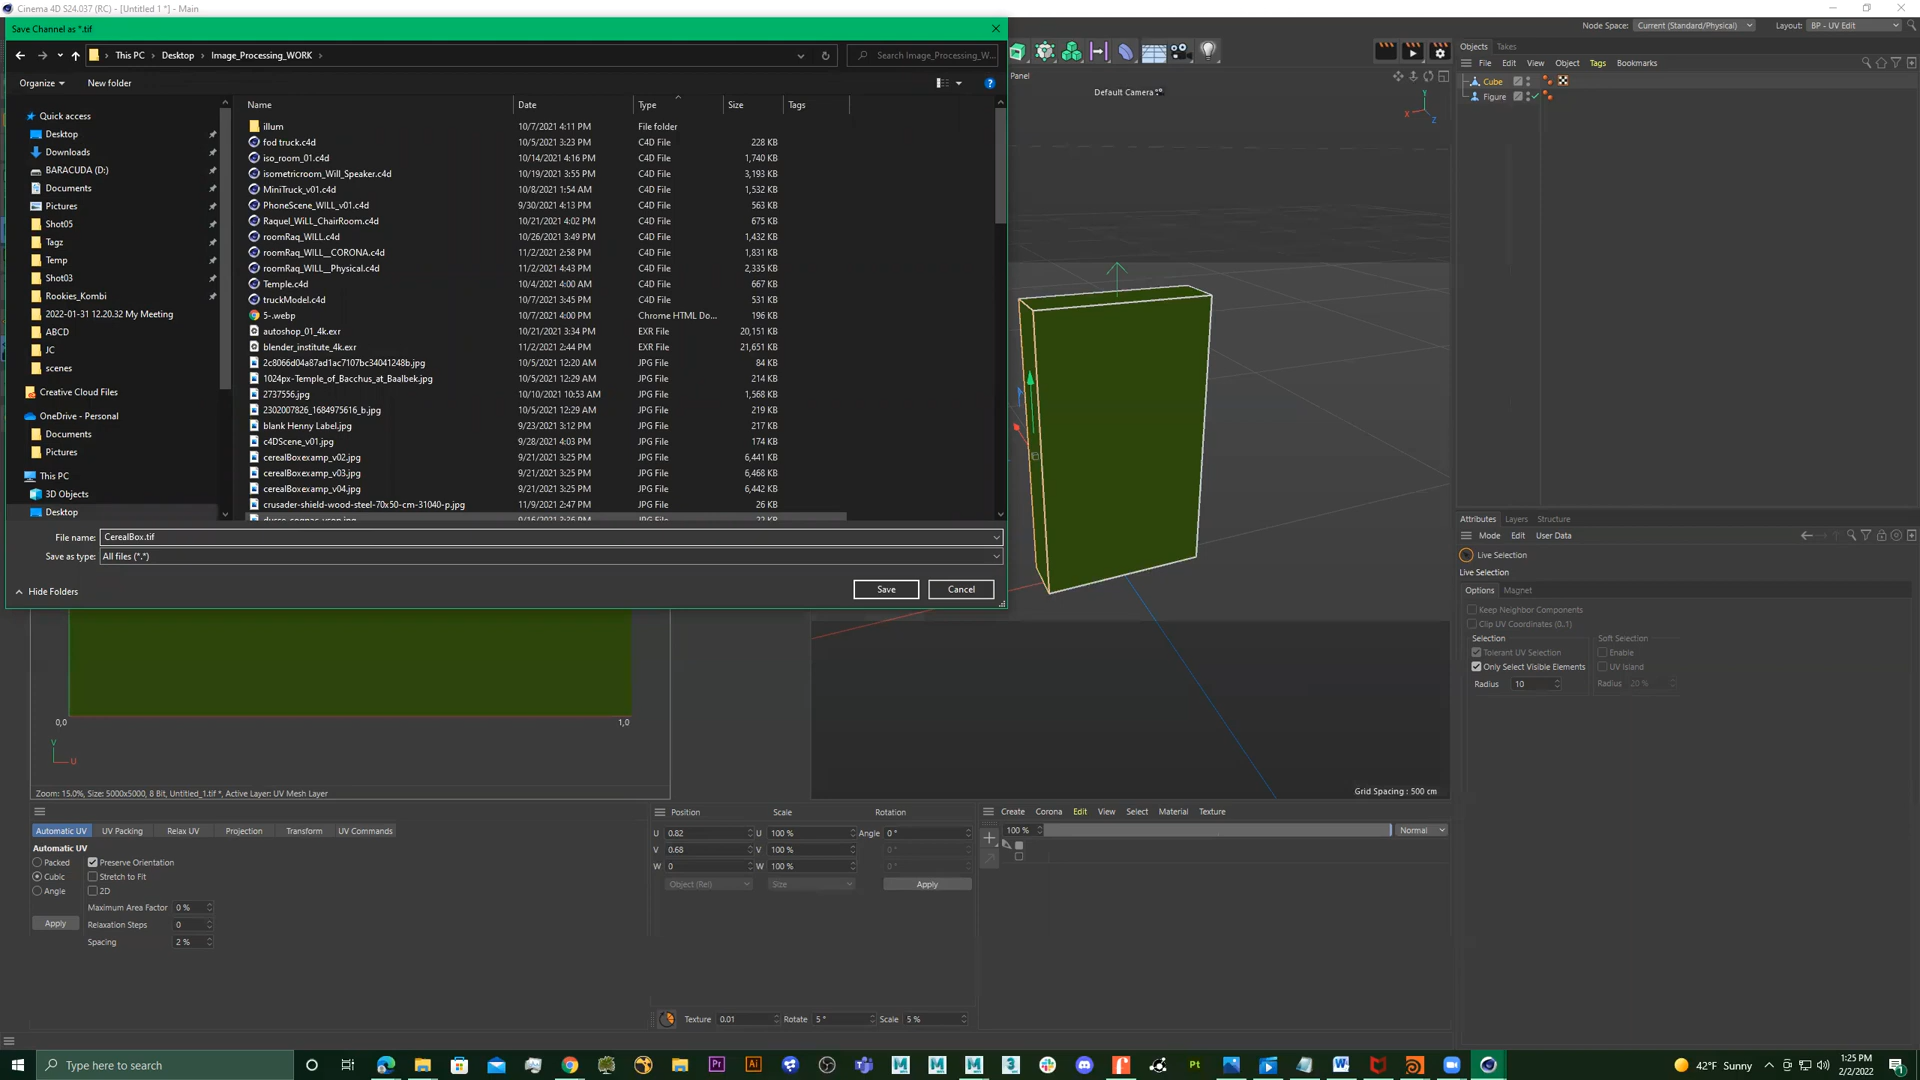 Cinema 4D S24.037 (RC) - [Untitled 1 *] - Main
Node Space: Current (Standard/Physical) Layout: BP - UV Edit
Save Channel as *.tif
This PC > Desktop > Image_Processing_WORK >
Search Image_Processing_WORK
Organize New folder
Name Date Type Size Tags
illum 10/7/2021 4:11 PM File folder
fod truck.c4d 10/5/2021 3:23 PM C4D File 228 KB
iso_room_01.c4d 10/14/2021 4:16 PM C4D File 1,740 KB
isometricroom_Will_Speaker.c4d 10/19/2021 3:55 PM C4D File 3,193 KB
MiniTruck_v01.c4d 10/8/2021 1:54 AM C4D File 1,532 KB
PhoneScene_WILL_v01.c4d 9/30/2021 4:13 PM C4D File 563 KB
Raquel_WiLL_ChairRoom.c4d 10/21/2021 4:02 PM C4D File 675 KB
roomRaq_WILL.c4d 10/26/2021 3:49 PM C4D File 1,432 KB
roomRaq_WILL__CORONA.c4d 11/2/2021 2:58 PM C4D File 1,831 KB
roomRaq_WILL__Physical.c4d 11/2/2021 4:43 PM C4D File 2,335 KB
Temple.c4d 10/4/2021 4:00 AM C4D File 667 KB
truckModel.c4d 10/7/2021 3:45 PM C4D File 531 KB
5-.webp 10/7/2021 4:00 PM Chrome HTML Do... 196 KB
autoshop_01_4k.exr 10/21/2021 3:34 PM EXR File 20,151 KB
blender_institute_4k.exr 11/2/2021 2:44 PM EXR File 21,651 KB
2c8066d04a87ad1ac7107bc34041248b.jpg 10/5/2021 12:20 AM JPG File 84 KB
1024px-Temple_of_Bacchus_at_Baalbek.jpg 10/5/2021 12:29 AM JPG File 214 KB
2737556.jpg 10/10/2021 10:53 AM JPG File 1,568 KB
2302007826_1684975616_b.jpg 10/5/2021 12:29 AM JPG File 219 KB
blank Henny Label.jpg 9/23/2021 3:12 PM JPG File 217 KB
c4DScene_v01.jpg 9/28/2021 4:03 PM JPG File 174 KB
cerealBoxexamp_v02.jpg 9/21/2021 3:25 PM JPG File 6,441 KB
cerealBoxexamp_v03.jpg 9/21/2021 3:25 PM JPG File 6,468 KB
cerealBoxexamp_v04.jpg 9/21/2021 3:25 PM JPG File 6,442 KB
crusader-shield-wood-steel-70x50-cm-31040-p.jpg 11/9/2021 2:47 PM JPG File 26 KB
Quick access
Desktop
Downloads
BARACUDA (D:)
Documents
Pictures
Shot05
Tagz
Temp
Shot03
Rookies_Kombi
2022-01-31 12.20.32 My Meeting
ABCD
JC
scenes
Creative Cloud Files
OneDrive - Personal
Documents
Pictures
This PC
3D Objects
Desktop
File name: CerealBox.tif
Save as type: All files (*.*)
Hide Folders Save Cancel
Panel
Default Camera
Y
X
Z
Grid Spacing : 500 cm
Objects Takes
File Edit View Object Tags Bookmarks
Cube
Figure
Attributes Layers Structure
Mode Edit User Data
Live Selection
Live Selection
Options Magnet
Keep Neighbor Components
Clip UV Coordinates (0..1)
Selection Soft Selection
Tolerant UV Selection Enable
Only Select Visible Elements UV Island
Radius 10 Radius 20 %
0,0 1,0
V
U
Zoom: 15.0%, Size: 5000x5000, 8 Bit, Untitled_1.tif *, Active Layer: UV Mesh Layer
Automatic UV UV Packing Relax UV Projection Transform UV Commands
Automatic UV
Packed Preserve Orientation
Cubic Stretch to Fit
Angle 2D
Maximum Area Factor 0 %
Apply Relaxation Steps 0
Spacing 2 %
Position Scale Rotation
U 0.82 U 100 % Angle 0 °
V 0.68 V 100 % 0 °
W 0 W 100 % 0 °
Object (Rel) Size Apply
Create Corona Edit View Select Material Texture
100 % Normal
Texture 0.01 Rotate 5 ° Scale 5 %
Type here to search
Pr Ai Pt
42°F Sunny
1:25 PM
2/2/2022